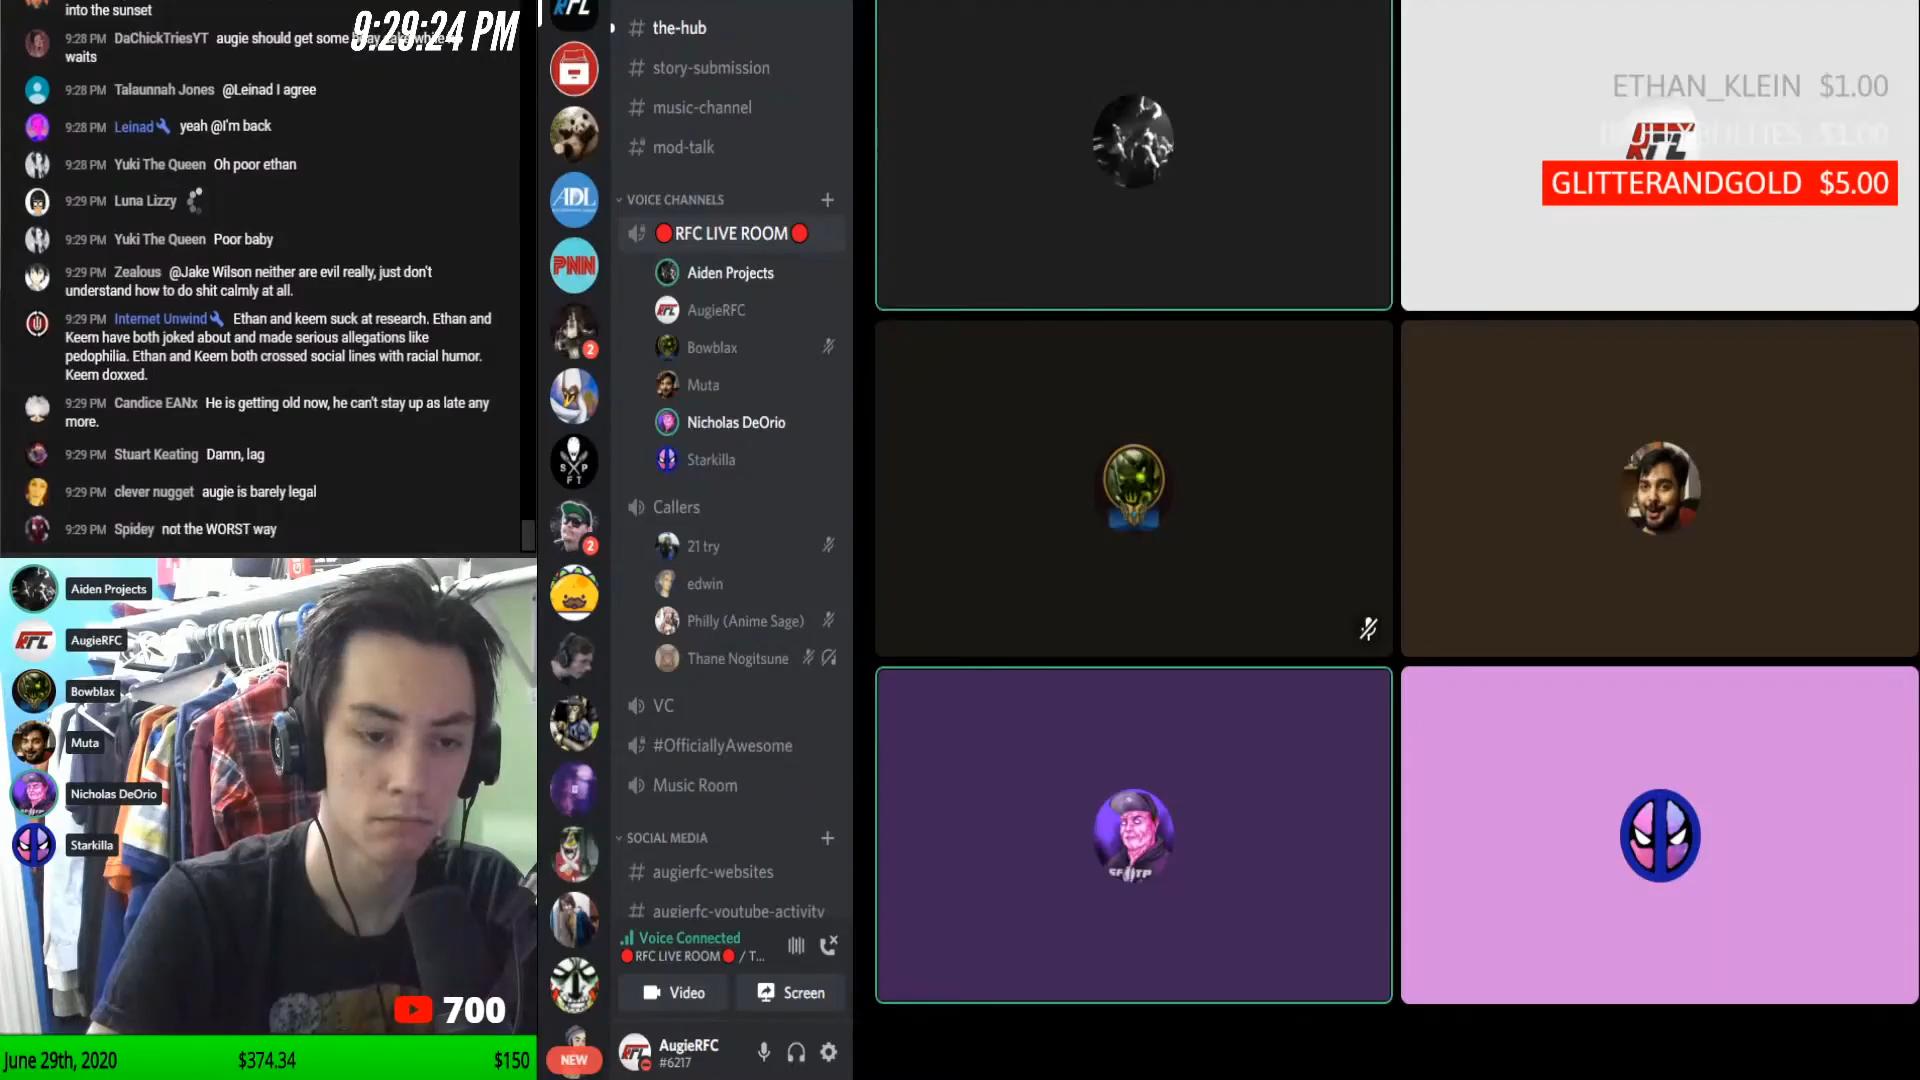 into the sunset
9:29:24 PM
9:28 PM DaChickTriesYT augie should get some
waits
9:28 PM Talaunnah Jones @Leinad I agree
9:28 PM Leinad yeah @I'm back
9:28 PM Yuki The Queen Oh poor ethan
9:29 PM Luna Lizzy
9:29 PM Yuki The Queen Poor baby
9:29 PM Zealous @Jake Wilson neither are evil really, just don't
understand how to do shit calmly at all.
9:29 PM Internet Unwind Ethan and keem suck at research. Ethan and
Keem have both joked about and made serious allegations like
pedophilia. Ethan and Keem both crossed social lines with racial humor.
Keem doxxed.
9:29 PM Candice EANx He is getting old now, he can't stay up as late any
more.
9:29 PM Stuart Keating Damn, lag
9:29 PM clever nugget augie is barely legal
9:29 PM Spidey not the WORST way
Aiden Projects
AugieRFC
Bowblax
Muta
Nicholas DeOrio
Starkilla
700
June 29th, 2020 $374.34 $150
ADL
PNN
S P
F T
2
2
NEW
# the-hub
# story-submission
# music-channel
# mod-talk
VOICE CHANNELS +
RFC LIVE ROOM
Aiden Projects
AugieRFC
Bowblax
Muta
Nicholas DeOrio
Starkilla
Callers
21 try
edwin
Philly (Anime Sage)
Thane Nogitsune
VC
#OfficiallyAwesome
Music Room
SOCIAL MEDIA +
# augierfc-websites
# augierfc-youtube-activity
Voice Connected
RFC LIVE ROOM / T...
Video
Screen
AugieRFC
#6217
ETHAN_KLEIN $1.00
$1.00
GLITTERANDGOLD $5.00